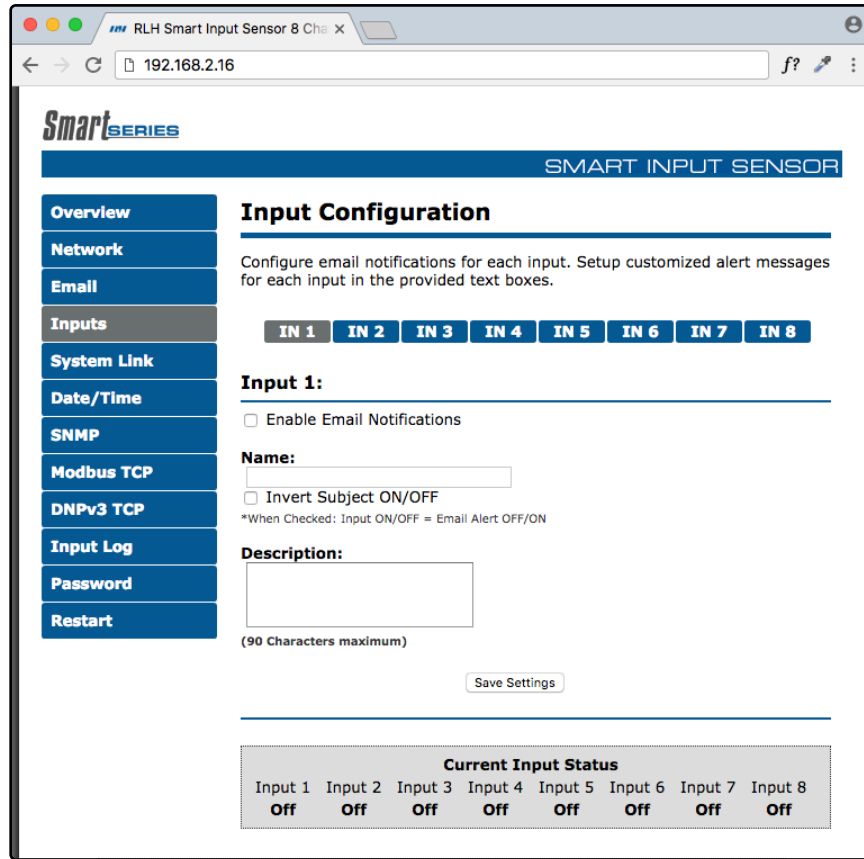 RLH Smart Input Sensor 8 Cha
192.168.2.16
f?
Smart SERIES
SMART INPUT SENSOR
Overview
Network
Email
Inputs
System Link
Date/Time
SNMP
Modbus TCP
DNPv3 TCP
Input Log
Password
Restart
Input Configuration
Configure email notifications for each input. Setup customized alert messages
for each input in the provided text boxes.
IN 1 IN 2 IN 3 IN 4 IN 5 IN 6 IN 7 IN 8
Input 1:
Enable Email Notifications
Name:
Invert Subject ON/OFF
*When Checked: Input ON/OFF = Email Alert OFF/ON
Description:
(90 Characters maximum)
Save Settings
Current Input Status
Input 1 Input 2 Input 3 Input 4 Input 5 Input 6 Input 7 Input 8
Off Off Off Off Off Off Off Off